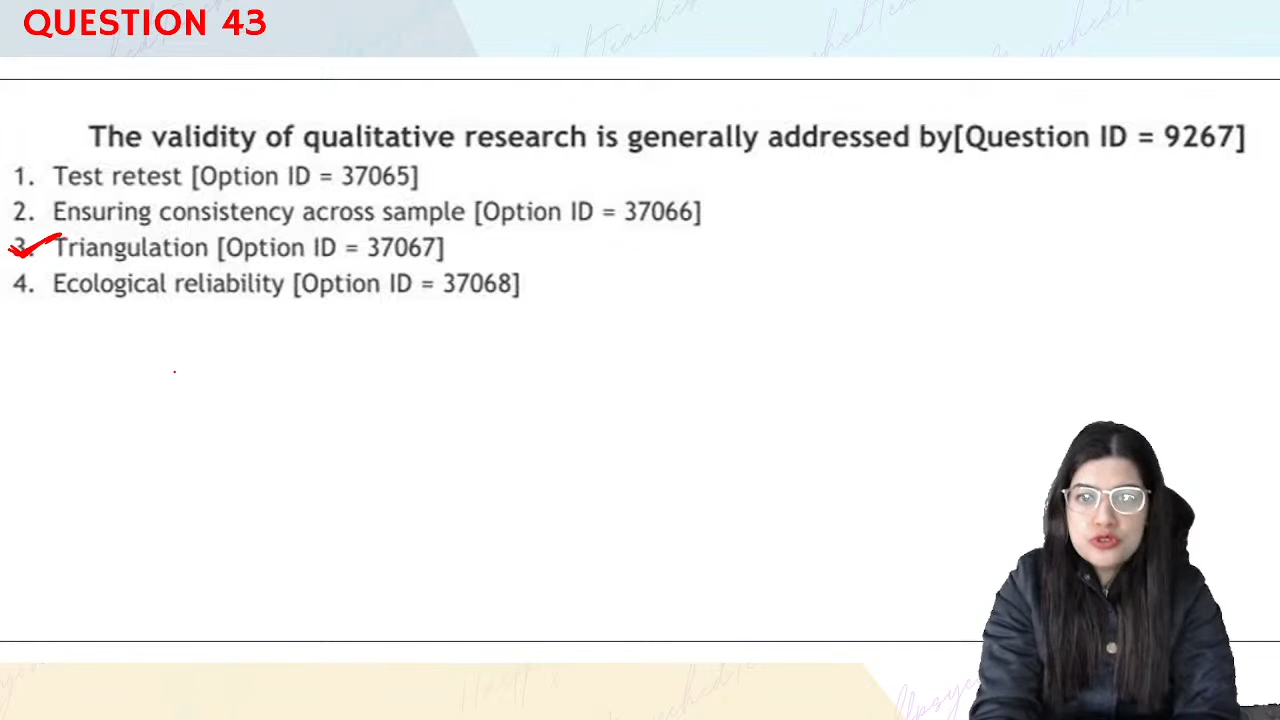 QUESTION 43
The validity of qualitative research is generally addressed by[Question ID = 9267]
1. Test retest [Option ID = 37065]
2. Ensuring consistency across sample [Option ID = 37066]
3. Triangulation [Option ID = 37067]
4. Ecological reliability [Option ID = 37068]